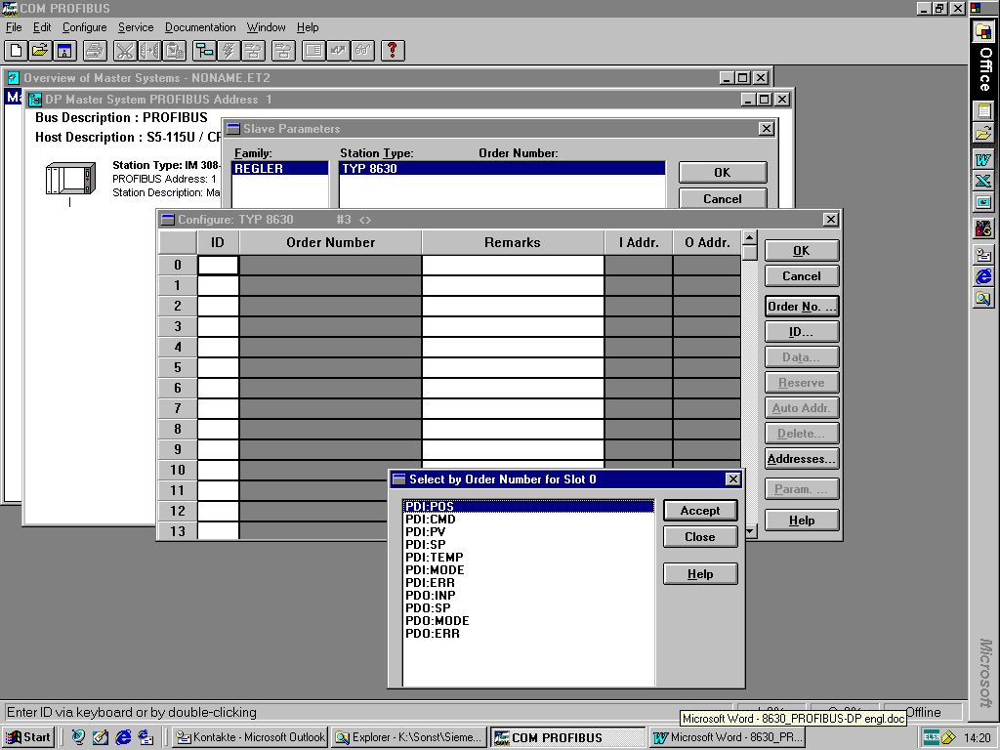 COM PROFIBUS
File Edit Configure Service Documentation Window Help
Overview of Master Systems - NONAME.ET2
Ma
DP Master System PROFIBUS Address 1
Bus Description : PROFIBUS
Host Description : S5-115U / CP
Station Type: IM 308-
PROFIBUS Address: 1
Station Description: Ma
Slave Parameters
Family: Station Type: Order Number:
REGLER TYP 8630
OK
Cancel
Configure: TYP 8630 #3 <>
ID Order Number Remarks I Addr. O Addr.
0
1
2
3
4
5
6
7
8
9
10
11
12
13
OK
Cancel
Order No. ...
ID...
Data...
Reserve
Auto Addr.
Delete...
Addresses...
Param. ...
Help
Select by Order Number for Slot 0
PDI:POS
PDI:CMD
PDI:PV
PDI:SP
PDI:TEMP
PDI:MODE
PDI:ERR
PDO:INP
PDO:SP
PDO:MODE
PDO:ERR
Accept
Close
Help
Office
Microsoft
Enter ID via keyboard or by double-clicking
Offline
Microsoft Word - 8630_PROFIBUS-DP engl.doc
Start
Kontakte - Microsoft Outlook
Explorer - K:\Sonst\Sieme...
COM PROFIBUS
Microsoft Word - 8630_PR...
ELSA
14:20